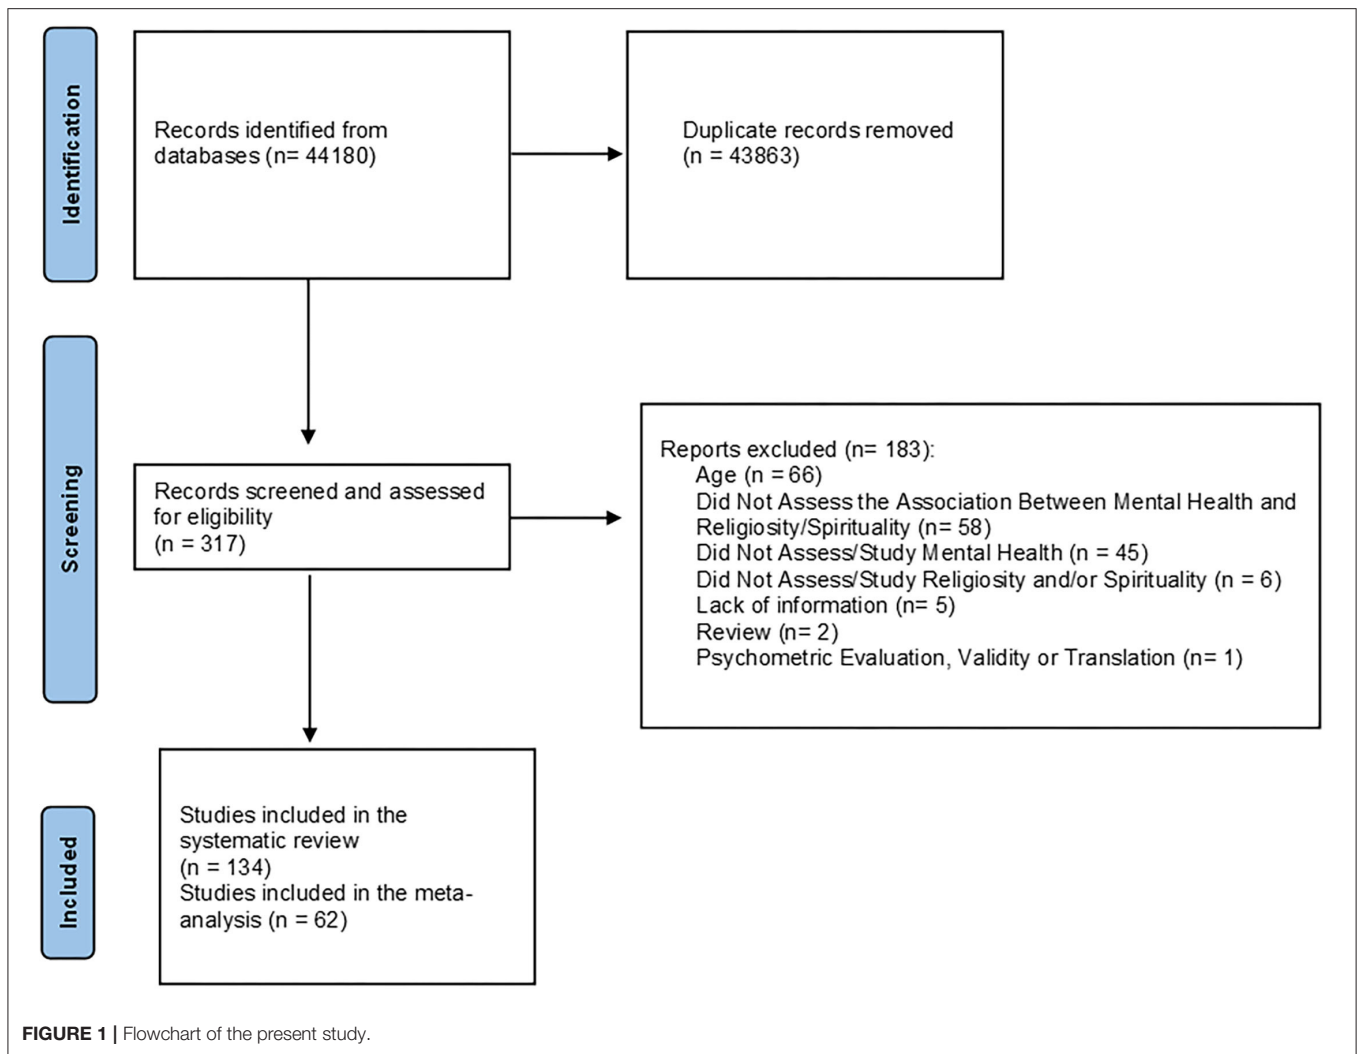 Identification
Records identified from
databases (n= 44180)
Duplicate records removed
(n = 43863)
Screening
Records screened and assessed
for eligibility
(n = 317)
Reports excluded (n= 183):
Age (n = 66)
Did Not Assess the Association Between Mental Health and
Religiosity/Spirituality (n= 58)
Did Not Assess/Study Mental Health (n = 45)
Did Not Assess/Study Religiosity and/or Spirituality (n = 6)
Lack of information (n= 5)
Review (n= 2)
Psychometric Evaluation, Validity or Translation (n= 1)
Included
Studies included in the
systematic review
(n = 134)
Studies included in the meta-
analysis (n = 62)
FIGURE 1 | Flowchart of the present study.